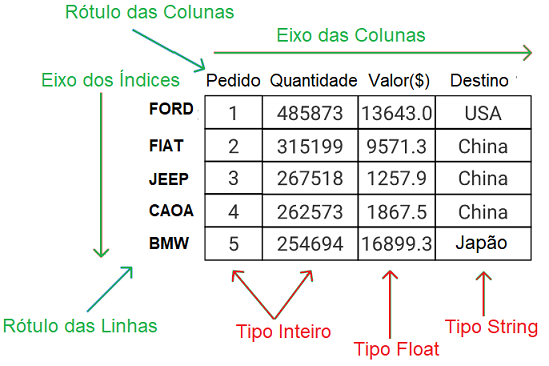 Rótulo das Colunas
Eixo das Colunas
Eixo dos Índices
Pedido Quantidade Valor($) Destino
FORD 1 485873 13643.0 USA
FIAT 2 315199 9571.3 China
JEEP 3 267518 1257.9 China
CAOA 4 262573 1867.5 China
BMW 5 254694 16899.3 Japão
Rótulo das Linhas
Tipo Inteiro
Tipo Float
Tipo String